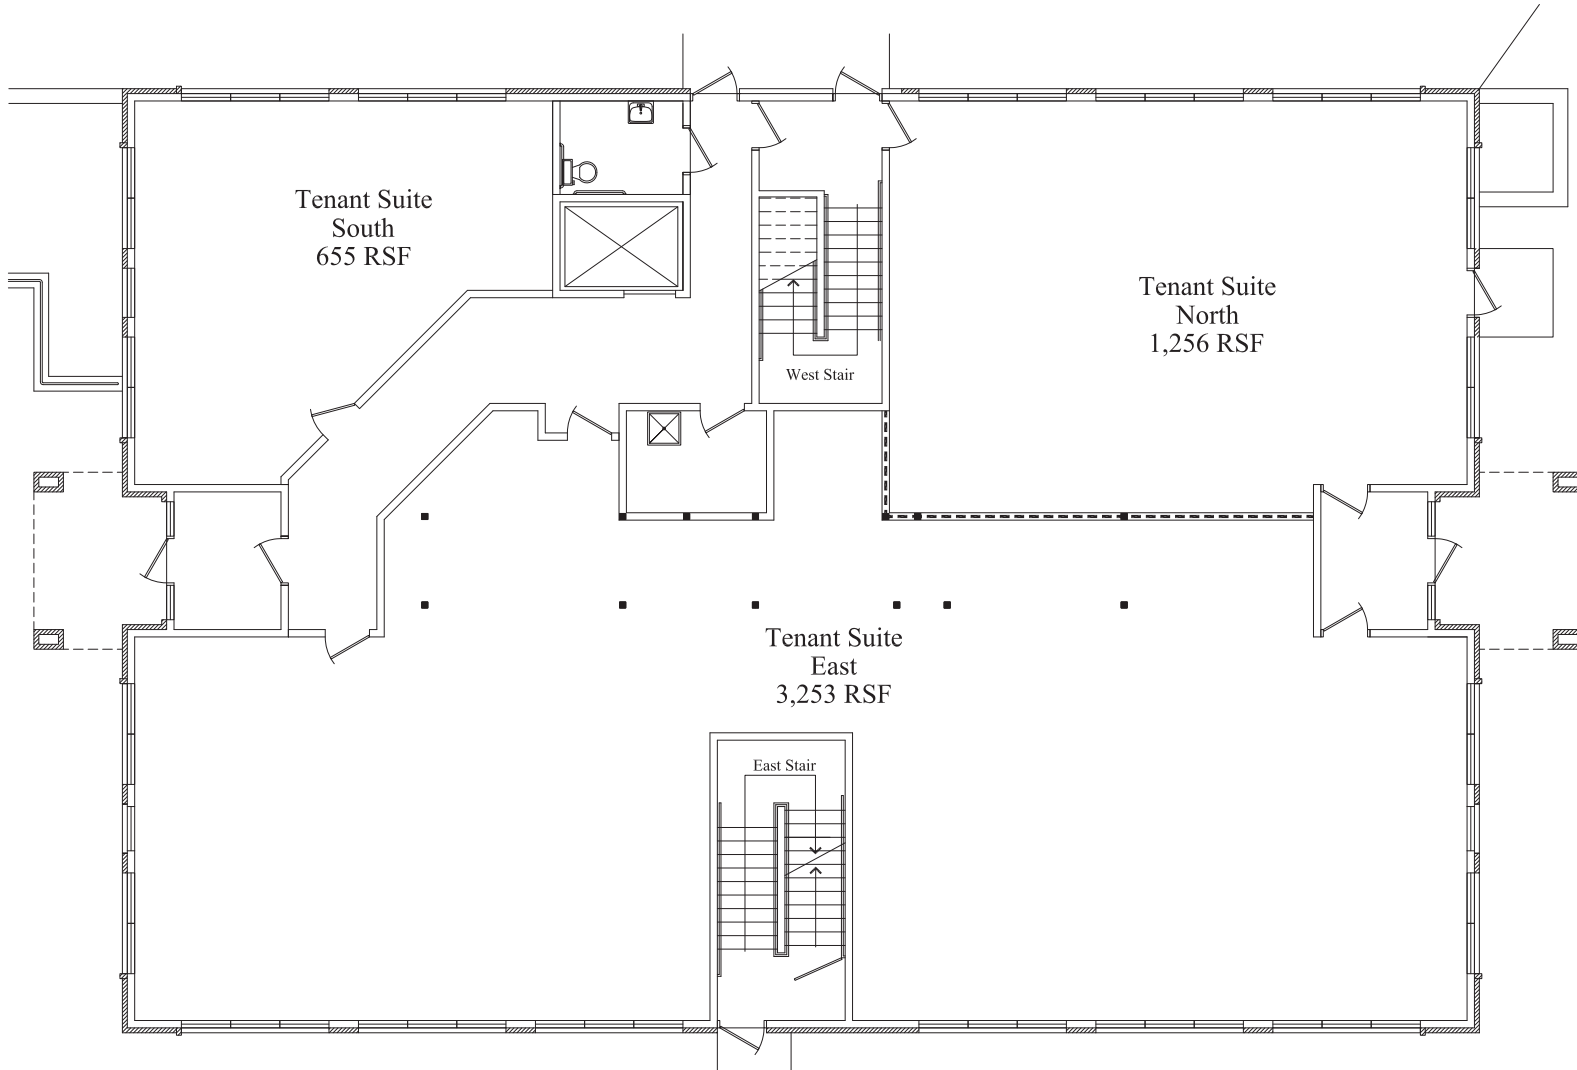 Tenant Suite
South
655 RSF
Tenant Suite
North
1,256 RSF
West Stair
Tenant Suite
East
3,253 RSF
East Stair